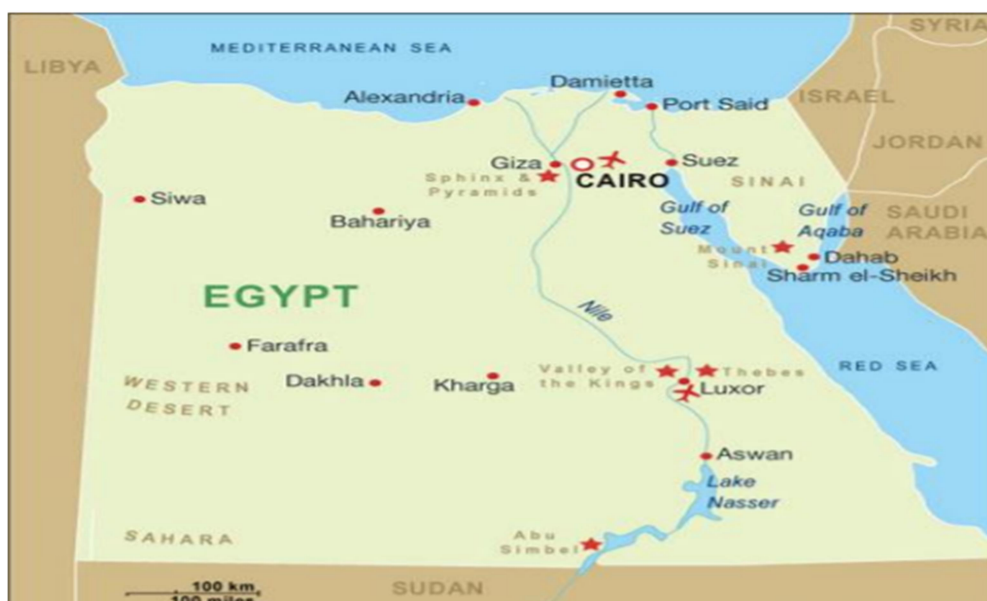 SYRIA
MEDITERRANEAN SEA
LIBYA
Damietta
Alexandria
Port Said
ISRAEL
JORDAN
Giza
Suez
Sphinx &
Pyramids
CAIRO
SINAI
Siwa
Bahariya
Gulf of
Suez
Gulf of
Aqaba
SAUDI
ARABIA
Mount
Sinai
Dahab
Sharm el-Sheikh
EGYPT
Nile
Farafra
RED SEA
Valley of
the Kings
Thebes
WESTERN
DESERT
Dakhla
Kharga
Luxor
Aswan
Lake
Nasser
SAHARA
Abu
Simbel
SUDAN
100 km
100 miles